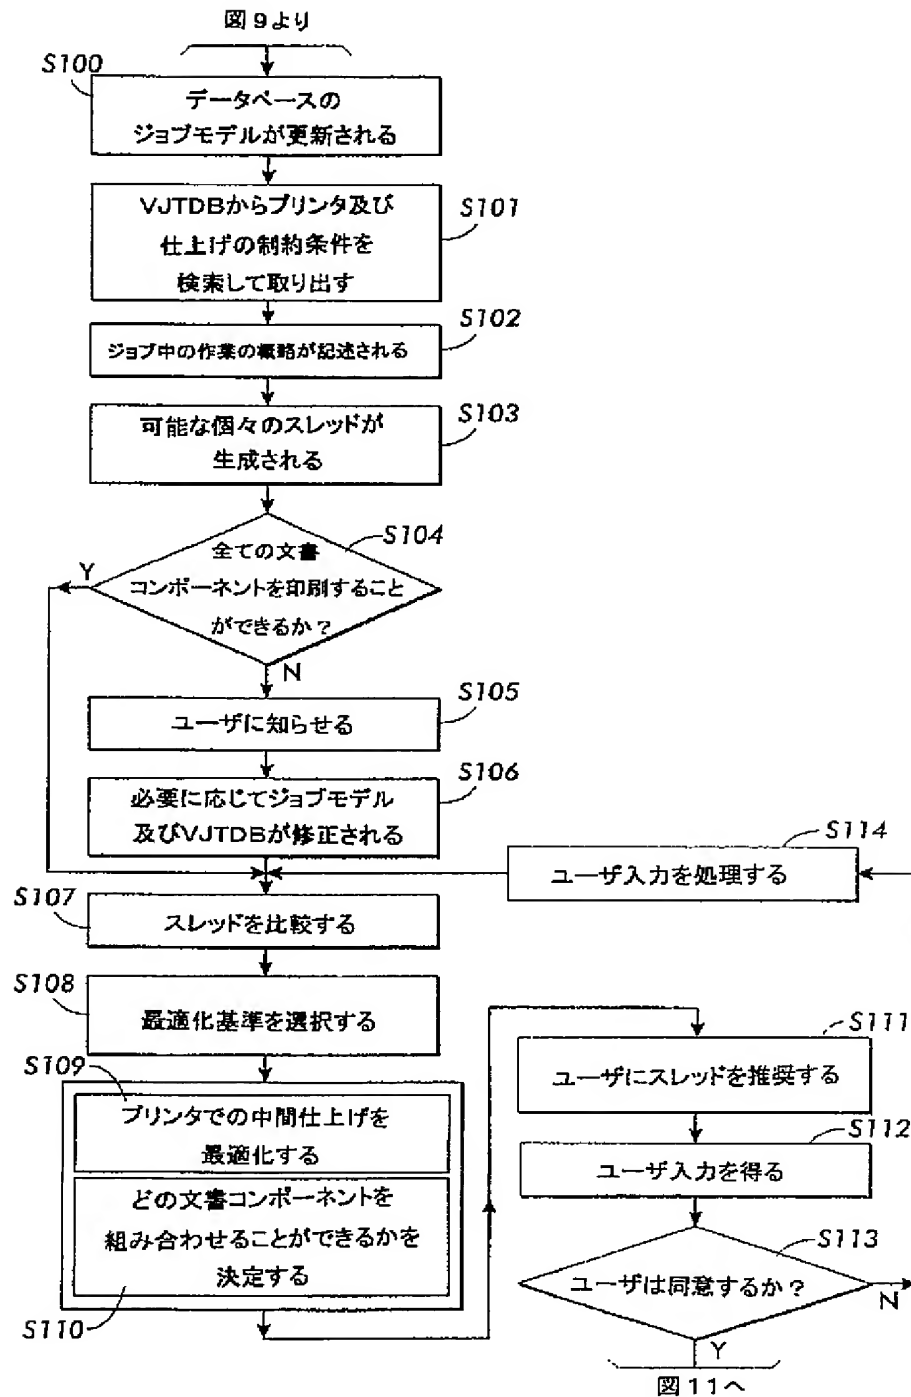 図9より
S100
データベースの
ジョブモデルが更新される
VJTDBからプリンタ及び
仕上げの制約条件を
検索して取り出す
S101
ジョブ中の作業の概略が記述される
S102
可能な個々のスレッドが
生成される
S103
全ての文書
コンポーネントを印刷すること
ができるか?
S104
Y
N
ユーザに知らせる
S105
必要に応じてジョブモデル
及びVJTDBが修正される
S106
ユーザ入力を処理する
S114
S107
スレッドを比較する
S108
最適化基準を選択する
S109
プリンタでの中間仕上げを
最適化する
どの文書コンポーネントを
組み合わせることができるかを
決定する
S110
ユーザにスレッドを推奨する
S111
ユーザ入力を得る
S112
ユーザは同意するか?
S113
N
Y
図11へ